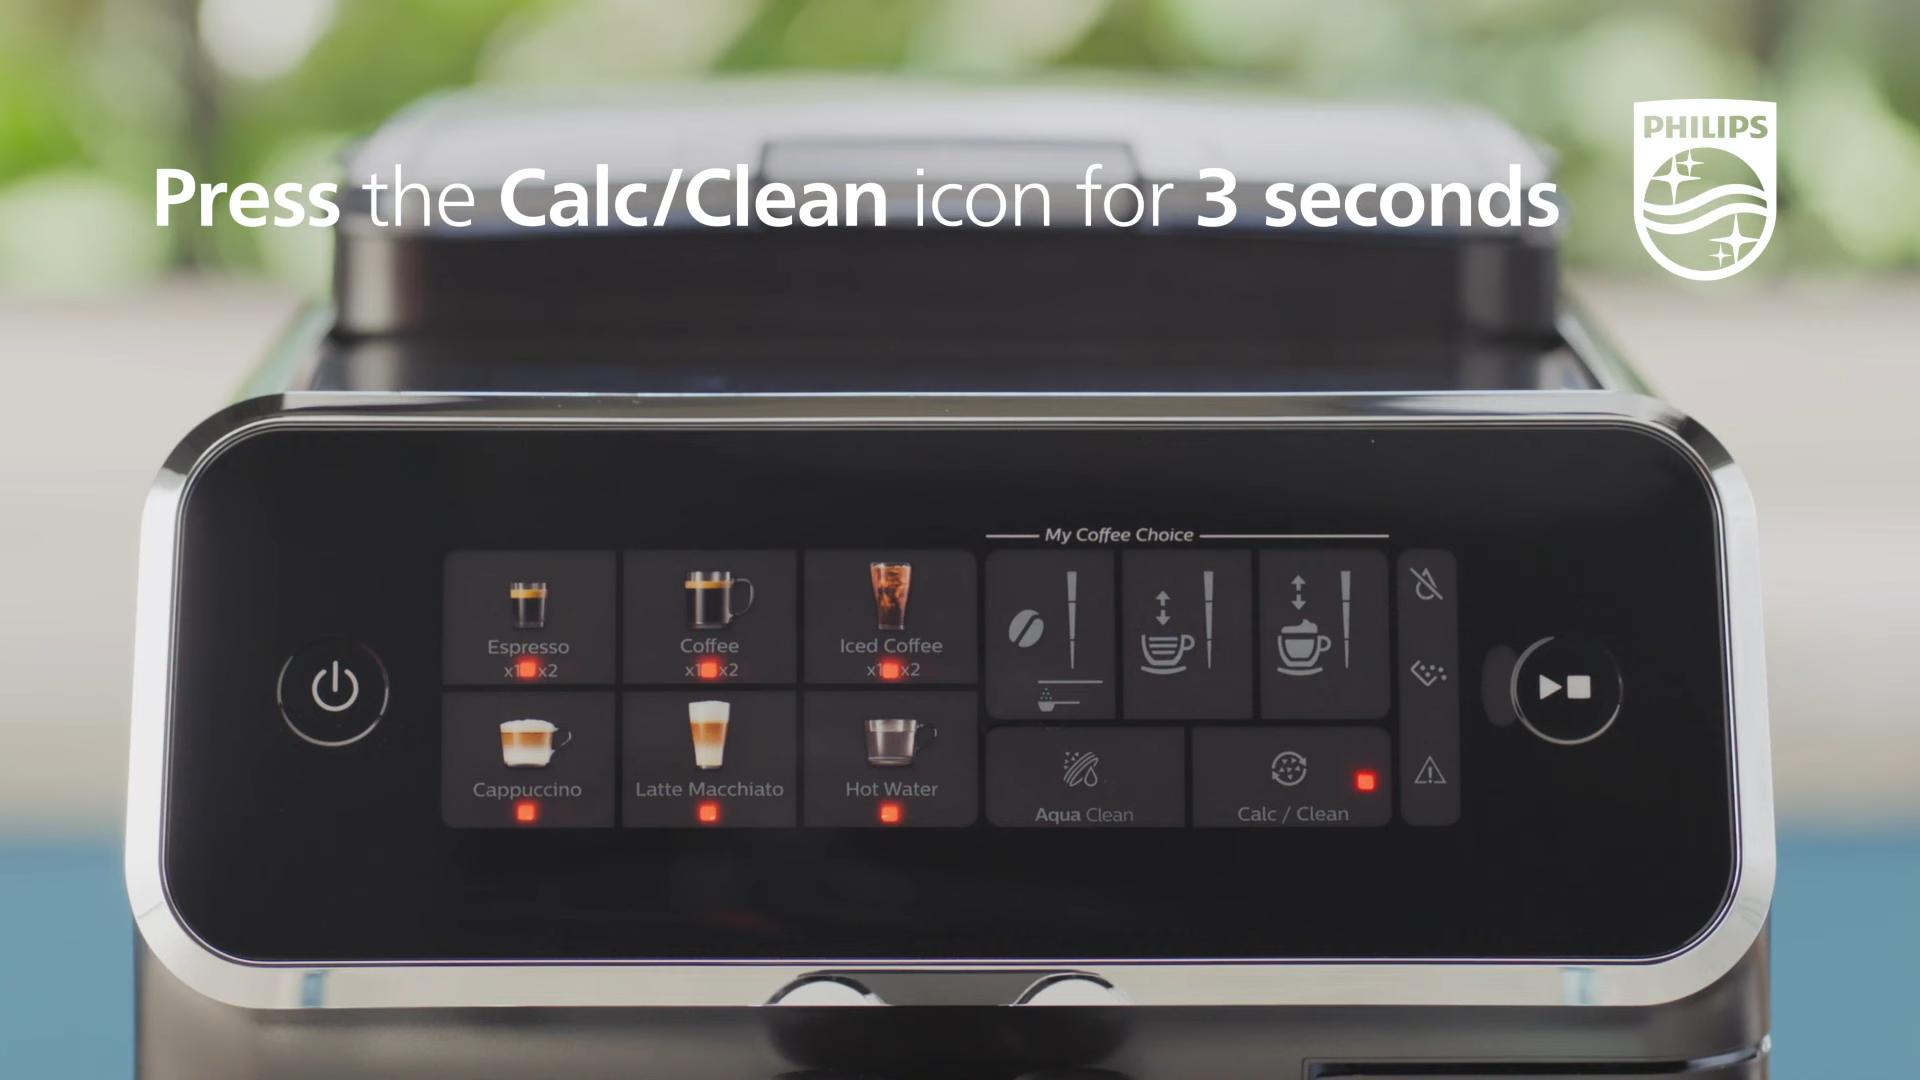 PHILIPS
Press the Calc/Clean icon for 3 seconds
My Coffee Choice
Espresso
x1 x2
Coffee
x1 x2
Iced Coffee
x1 x2
Cappuccino
Latte Macchiato
Hot Water
Aqua Clean
Calc / Clean